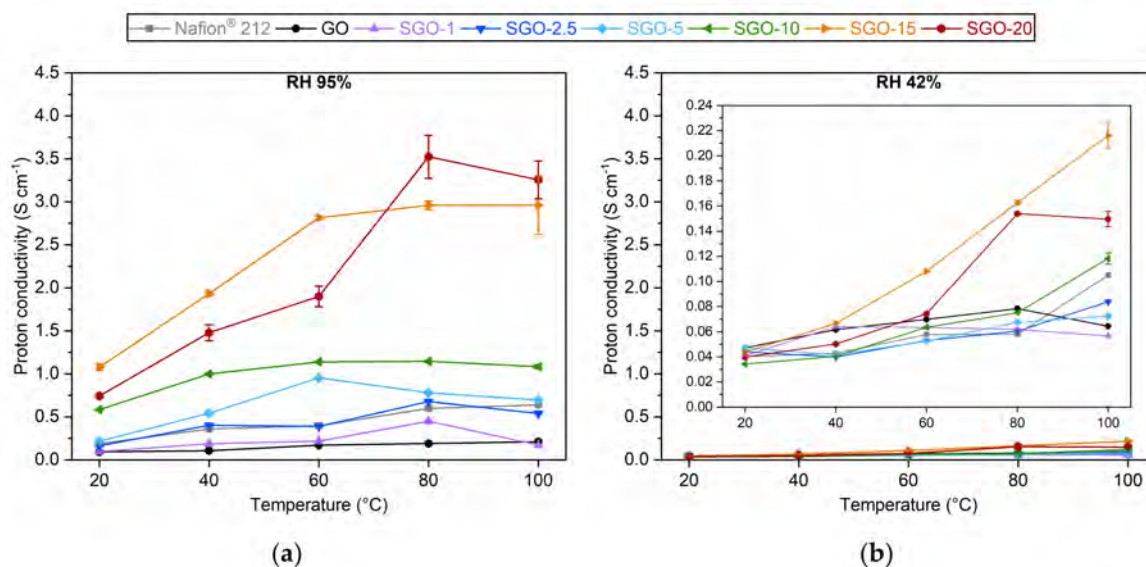 Nafion® 212 GO SGO-1 SGO-2.5 SGO-5 SGO-10 SGO-15 SGO-20
RH 95%
4.5
4.0
3.5
3.0
2.5
2.0
1.5
1.0
0.5
0.0
Proton conductivity (S cm⁻¹)
20 40 60 80 100
Temperature (°C)
(a)
RH 42%
4.5
4.0
3.5
3.0
2.5
2.0
1.5
1.0
0.5
0.0
Proton conductivity (S cm⁻¹)
0.24
0.22
0.20
0.18
0.16
0.14
0.12
0.10
0.08
0.06
0.04
0.02
0.00
20 40 60 80 100
20 40 60 80 100
Temperature (°C)
(b)